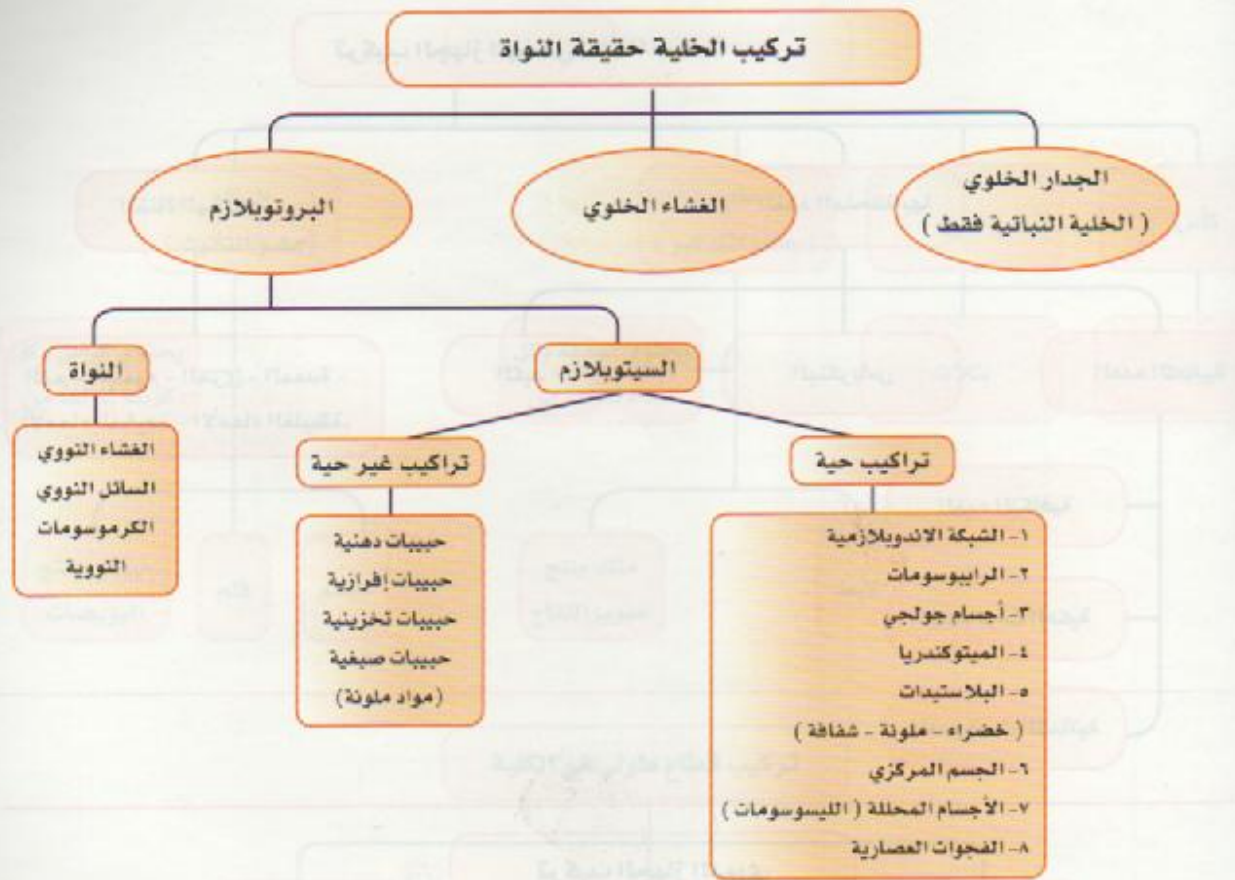 تركيب الخلية حقيقة النواة
الجدار الخلوي
( الخلية النباتية فقط )
الغشاء الخلوي
البروتوبلازم
السيتوبلازم
النواة
تراكيب حية
تراكيب غير حية
الغشاء النووي
السائل النووي
الكرموسومات
النووية
١- الشبكة الاندوبلازمية
٢- الرايبوسومات
٣- أجسام جولجي
٤- الميتوكندريا
٥- البلاستيدات
( خضراء - ملونة - شفافة )
٦- الجسم المركزي
٧- الأجسام المحللة ( الليسوسومات )
٨- الفجوات العصارية
حبيبات دهنية
حبيبات إفرازية
حبيبات تخزينية
حبيبات صبغية
(مواد ملونة)